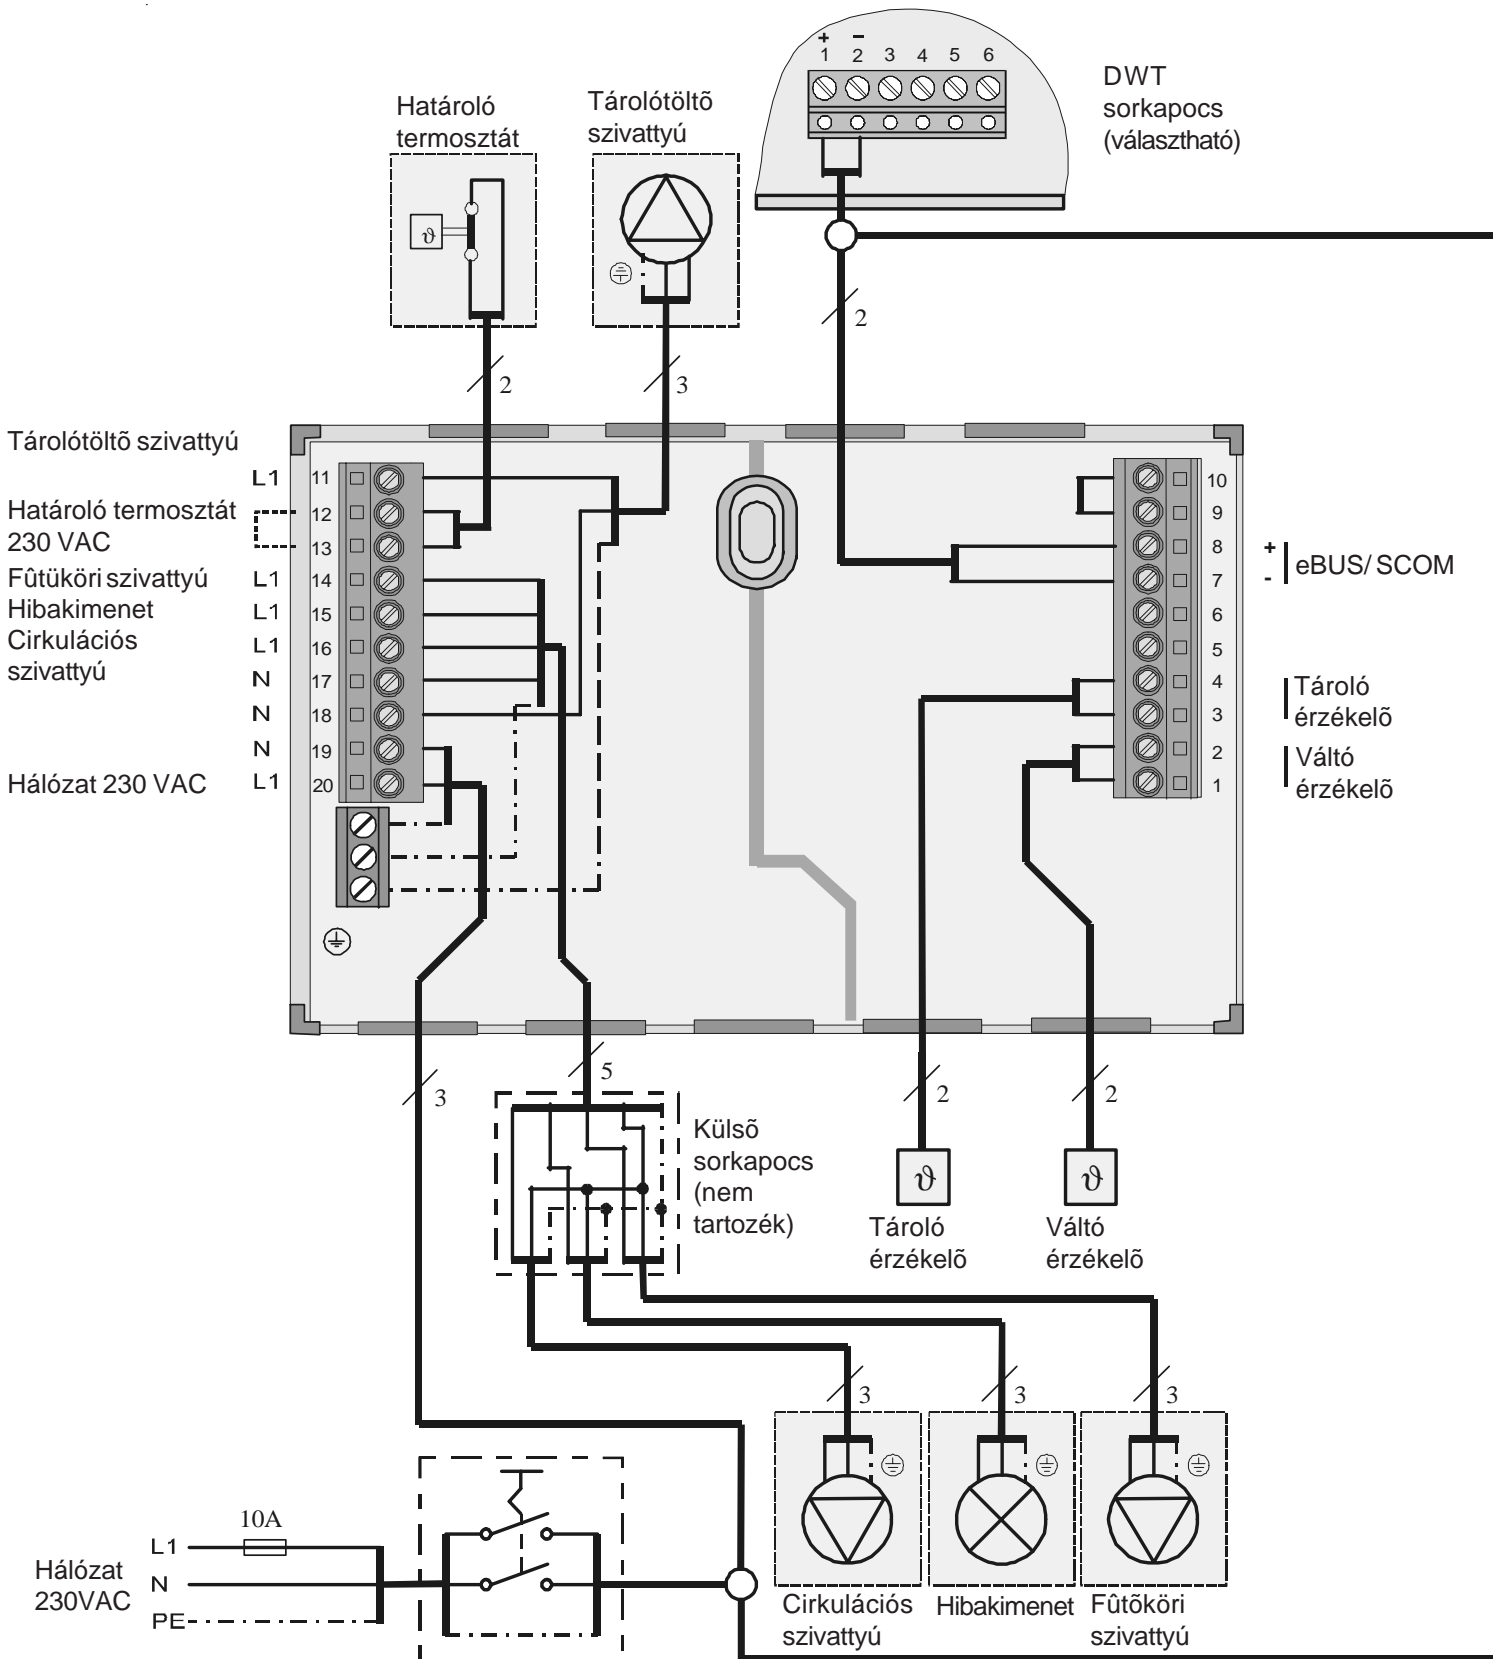 + −
1 2 3 4 5 6
DWT
sorkapocs
(választható)
Határoló
termosztát
Tárolótöltõ
szivattyú
ϑ
2
2
3
Tárolótöltõ szivattyú
L1 11
Határoló termosztát
230 VAC
12
13
Fûtüköri szivattyú L1 14
Hibakimenet L1 15
Cirkulációs
szivattyú
L1 16
N 17
N 18
N 19
Hálózat 230 VAC L1 20
10
9
8 +
7 -
eBUS/ SCOM
6
5
4
3
Tároló
érzékelõ
2
1
Váltó
érzékelõ
3
5
2
2
Külsõ
sorkapocs
(nem
tartozék)
ϑ
ϑ
Tároló
érzékelõ
Váltó
érzékelõ
3
3
3
10A
L1
Hálózat
230VAC
N
PE
Cirkulációs
szivattyú
Hibakimenet
Fûtõköri
szivattyú